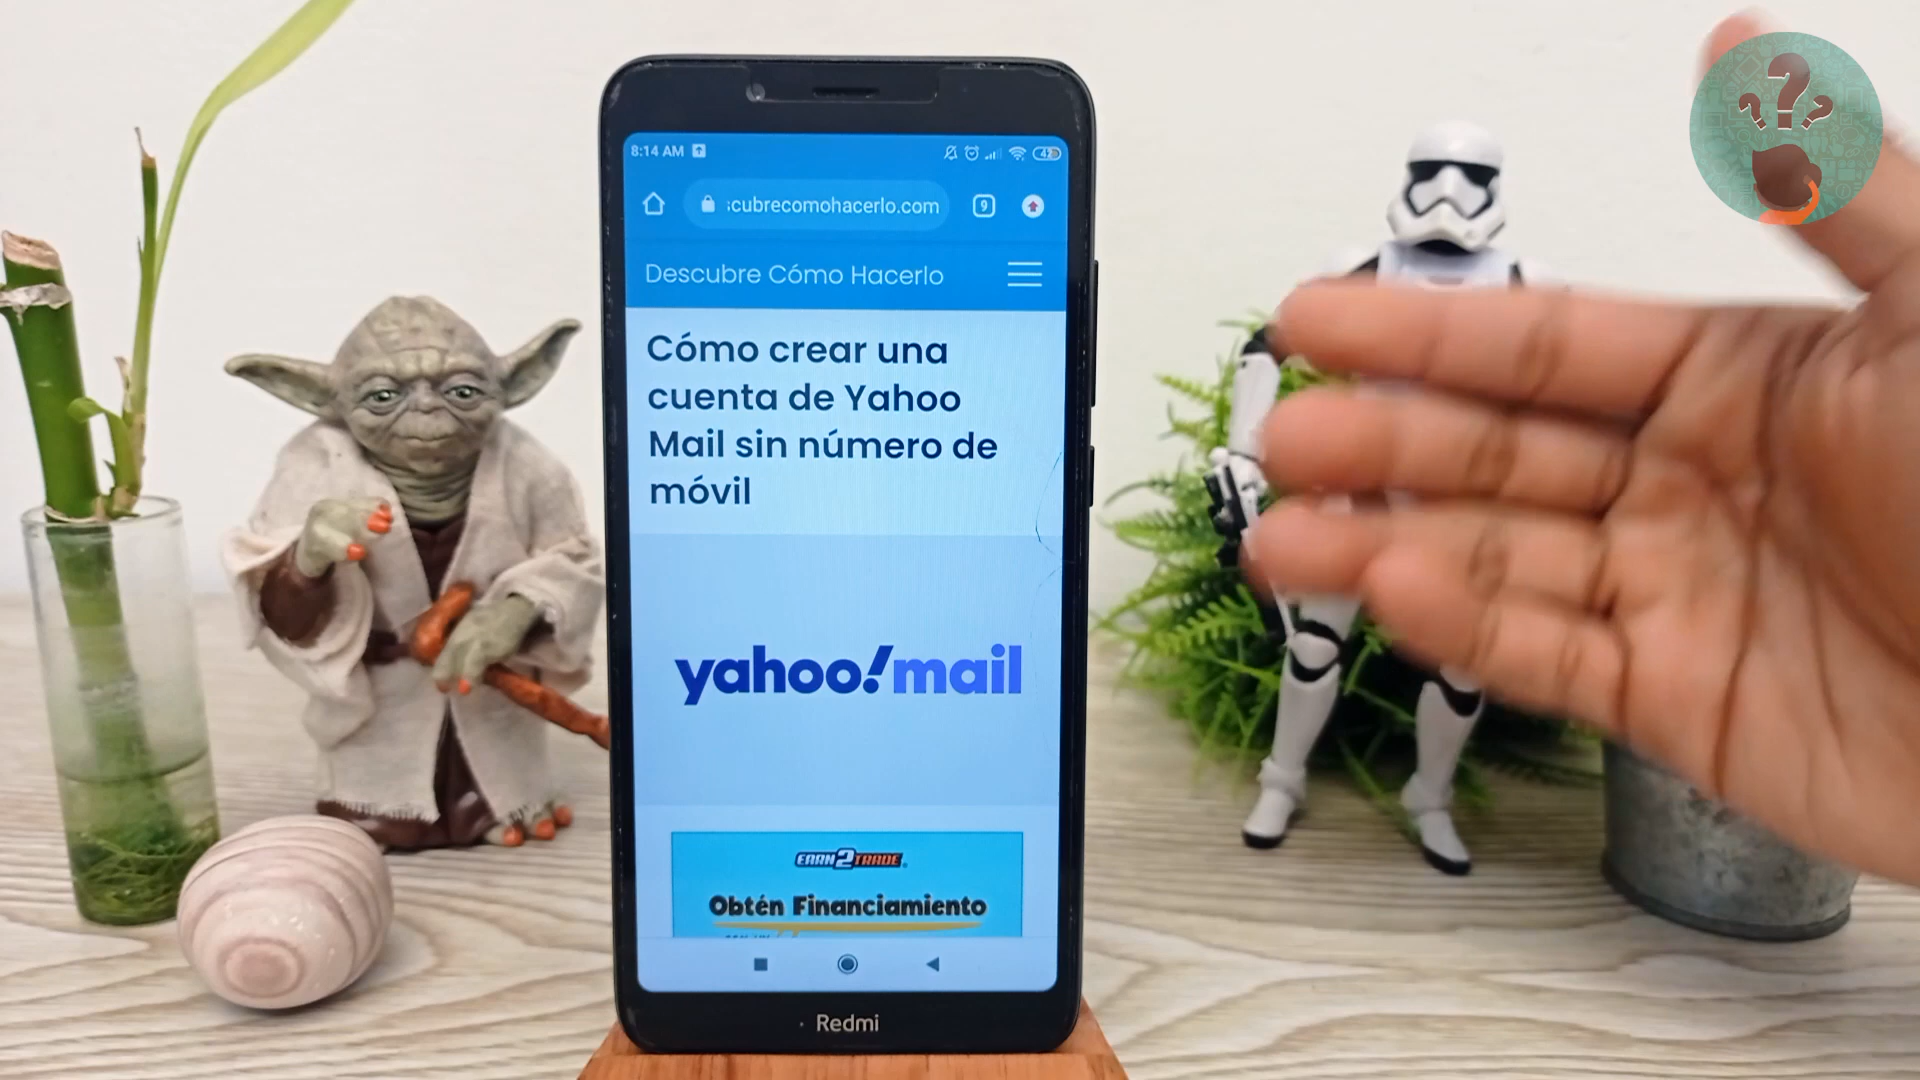 8:14 AM
42
:cubrecomohacerlo.com
9
Descubre Cómo Hacerlo
Cómo crear una
cuenta de Yahoo
Mail sin número de
móvil
yahoo!mail
EARN2TRADE
Obtén Financiamiento
Redmi
???